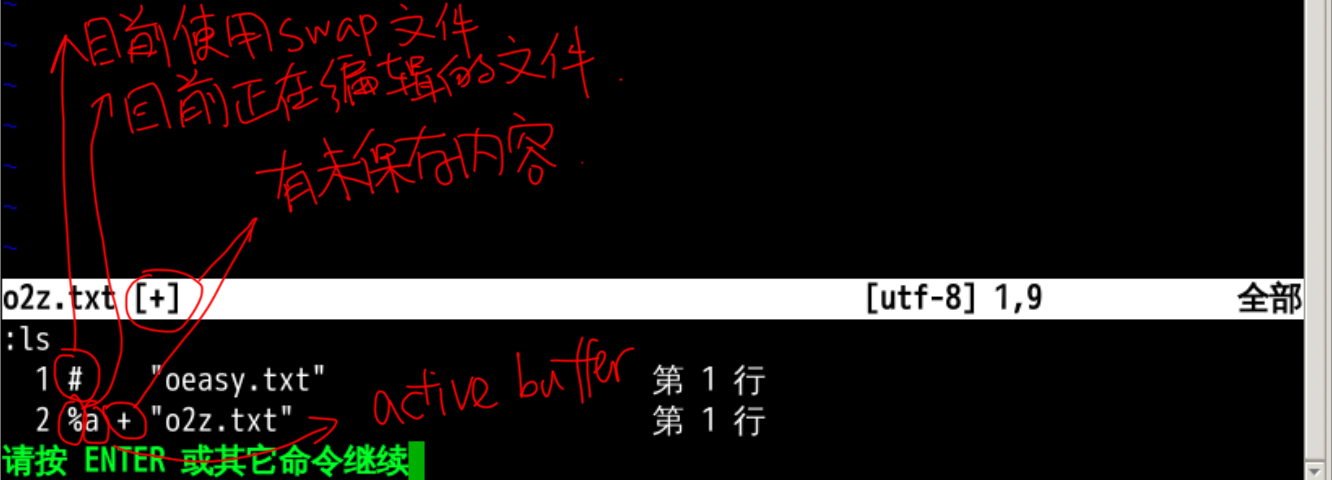 目前使用swap文件
目前正在编辑的文件.
有未保存内容.
~
~
~
~
~
~
~
o2z.txt [+] [utf-8] 1,9 全部
:ls
1 # "oeasy.txt" 第 1 行
active buffer
2 %a + "o2z.txt" 第 1 行
请按 ENTER 或其它命令继续